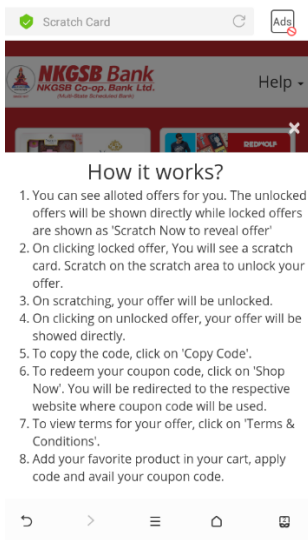 Scratch Card
Ads
NKGSB Bank
NKGSB Co-op. Bank Ltd.
(Multi-State Scheduled Bank)
Help
REDWOLF
×
How it works?
1. You can see alloted offers for you. The unlocked
offers will be shown directly while locked offers
are shown as 'Scratch Now to reveal offer'
2. On clicking locked offer, You will see a scratch
card. Scratch on the scratch area to unlock your
offer.
3. On scratching, your offer will be unlocked.
4. On clicking on unlocked offer, your offer will be
showed directly.
5. To copy the code, click on 'Copy Code'.
6. To redeem your coupon code, click on 'Shop
Now'. You will be redirected to the respective
website where coupon code will be used.
7. To view terms for your offer, click on 'Terms &
Conditions'.
8. Add your favorite product in your cart, apply
code and avail your coupon code.